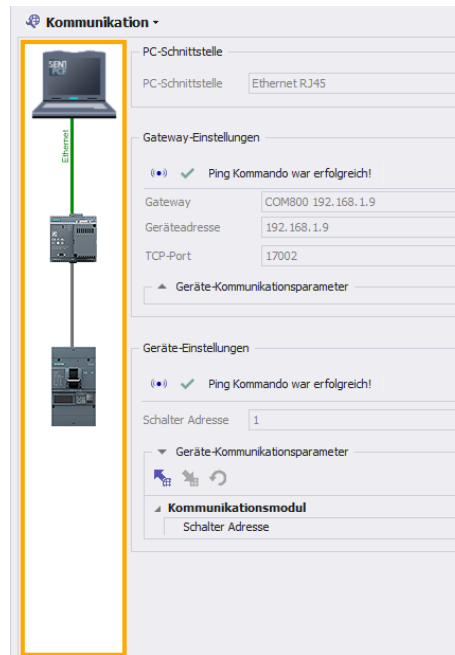 Kommunikation
PC-Schnittstelle
PC-Schnittstelle Ethernet RJ45
Ethernet
Gateway-Einstellungen
Ping Kommando war erfolgreich!
Gateway COM800 192.168.1.9
Geräteadresse 192.168.1.9
TCP-Port 17002
Geräte-Kommunikationsparameter
Geräte-Einstellungen
Ping Kommando war erfolgreich!
Schalter Adresse 1
Geräte-Kommunikationsparameter
Kommunikationsmodul
Schalter Adresse